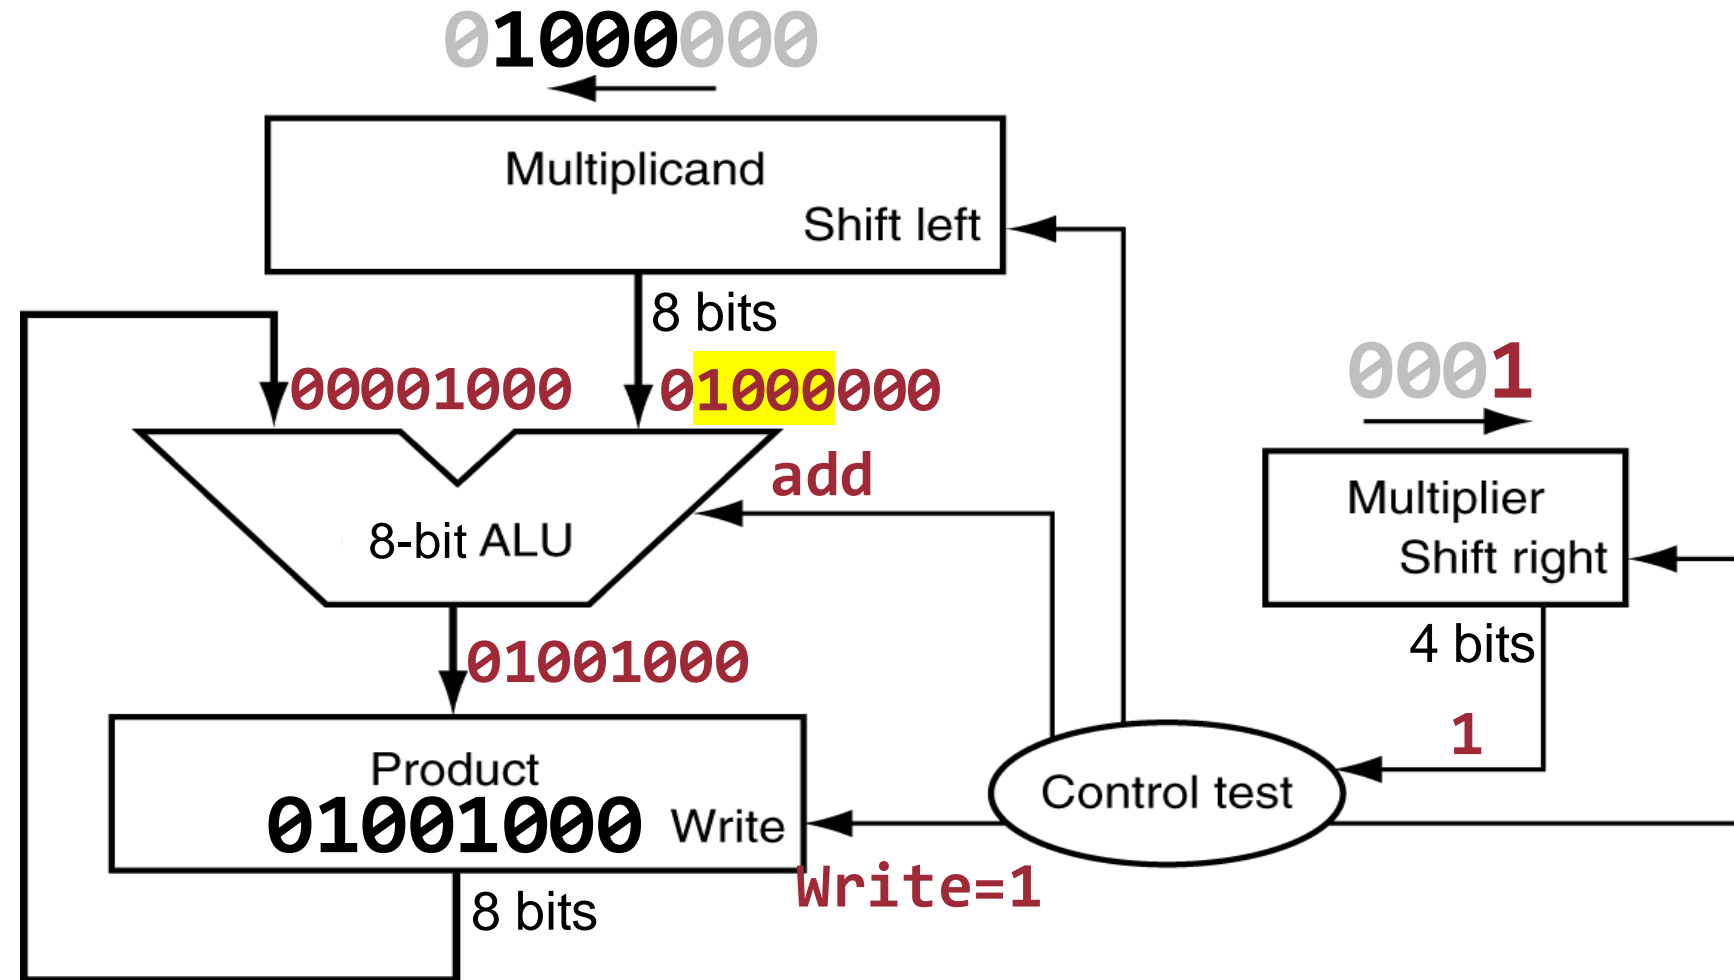 01000000
Multiplicand
Shift left
8 bits
00001000
01000000
0001
add
Multiplier
8-bit ALU
Shift right
4 bits
01001000
1
Product
Control test
01001000
Write
Write=1
8 bits